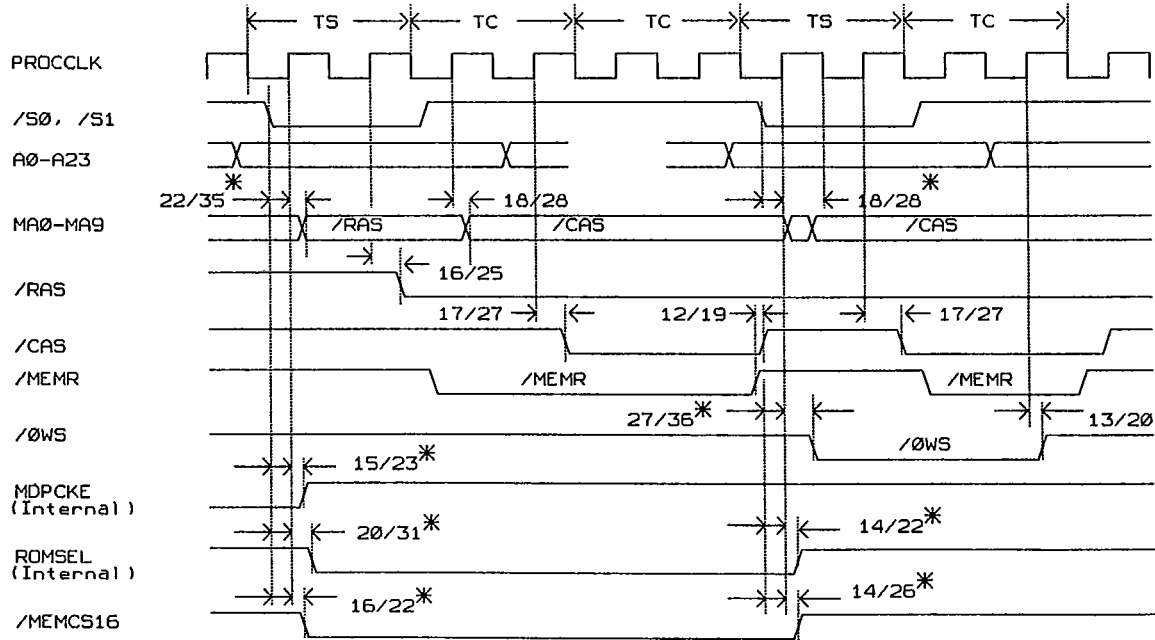 TS TC TC TS TC
PROCCLK
/S0, /S1
A0-A23
22/35* 18/28 18/28*
MA0-MA9 /RAS /CAS /CAS
16/25
/RAS
17/27 12/19 17/27
/CAS
/MEMR /MEMR /MEMR
27/36* 13/20
/0WS /0WS
15/23*
MDPCKE
(Internal)
20/31* 14/22*
ROMSEL
(Internal)
16/22* 14/26*
/MEMCS16